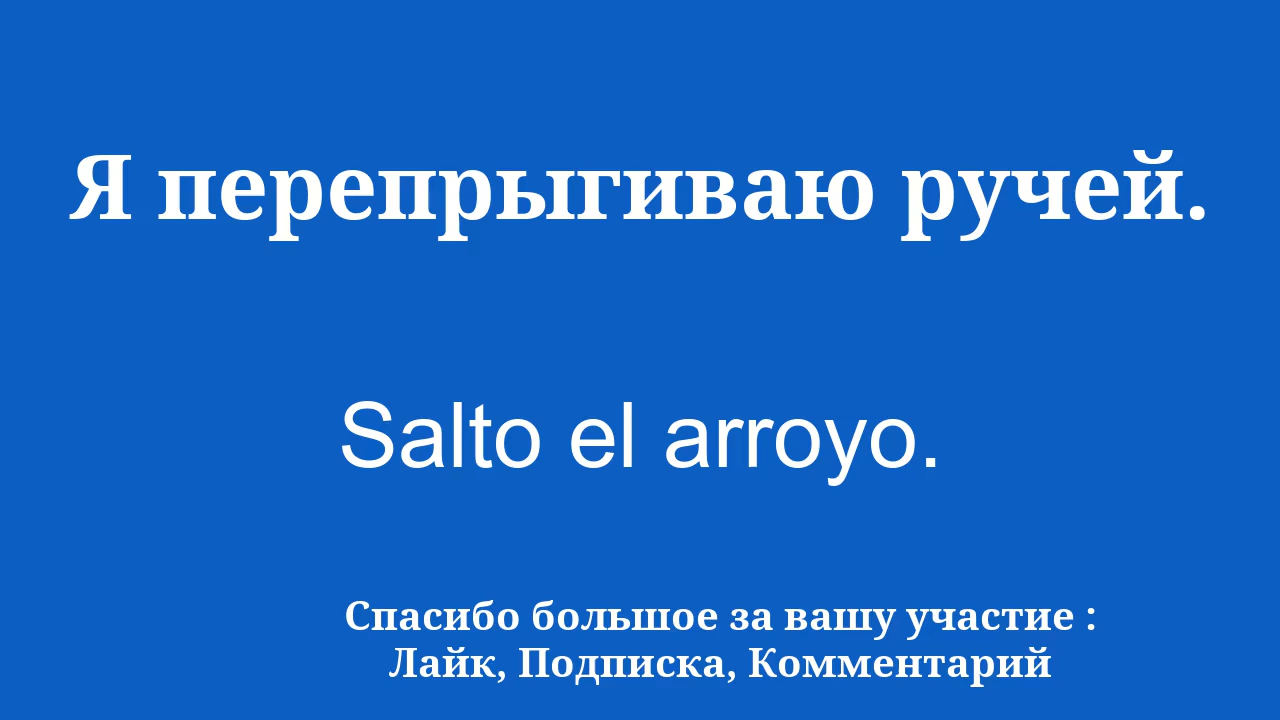 Я перепрыгиваю ручей.
Salto el arroyo.
Спасибо большое за вашу участие :
Лайк, Подписка, Комментарий